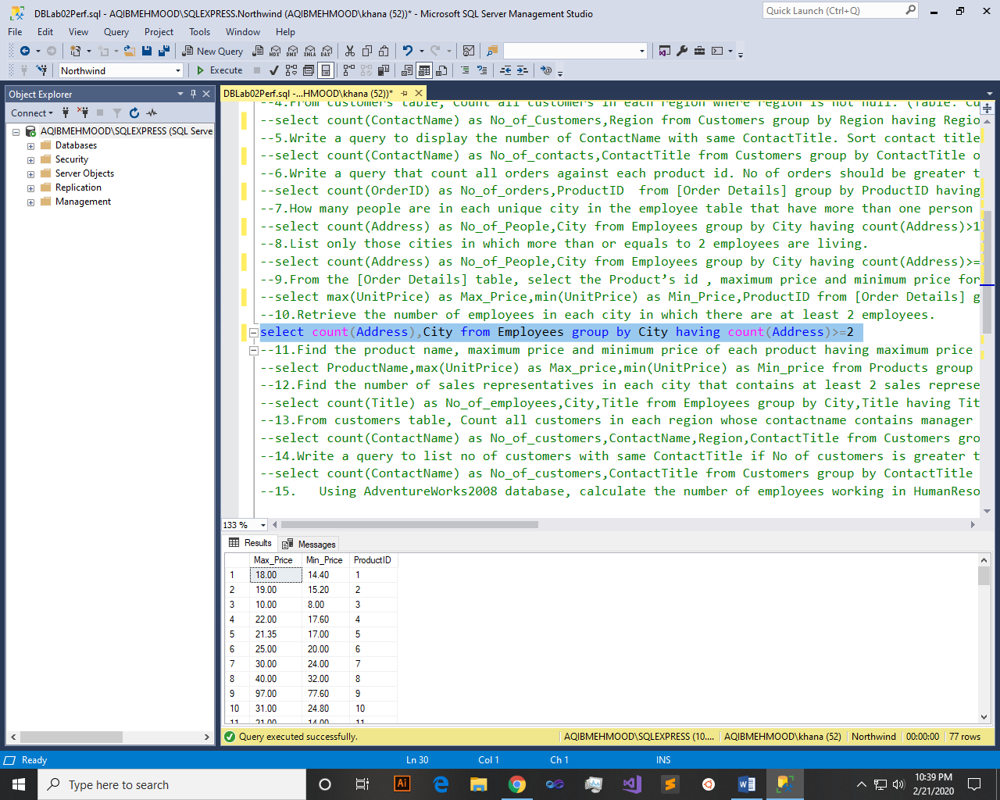 DBLab02Perf.sql - AQIBMEHMOOD\SQLEXPRESS.Northwind (AQIBMEHMOOD\khana (52))* - Microsoft SQL Server Management Studio
Quick Launch (Ctrl+Q)
File Edit View Query Project Tools Window Help
New Query
MDX DMX XMLA DAX
Northwind
Execute
Object Explorer
DBLab02Perf.sql -...HMOOD\khana (52))*
Connect
AQIBMEHMOOD\SQLEXPRESS (SQL Serve
Databases
Security
Server Objects
Replication
Management
--4.From customers table, Count all customers in each region where region is not null. (Table: Cu
--select count(ContactName) as No_of_Customers,Region from Customers group by Region having Regio
--5.Write a query to display the number of ContactName with same ContactTitle. Sort contact title
--select count(ContactName) as No_of_contacts,ContactTitle from Customers group by ContactTitle o
--6.Write a query that count all orders against each product id. No of orders should be greater t
--select count(OrderID) as No_of_orders,ProductID  from [Order Details] group by ProductID having
--7.How many people are in each unique city in the employee table that have more than one person
--select count(Address) as No_of_People,City from Employees group by City having count(Address)>1
--8.List only those cities in which more than or equals to 2 employees are living.
--select count(Address) as No_of_People,City from Employees group by City having count(Address)>=
--9.From the [Order Details] table, select the Product’s id , maximum price and minimum price for
--select max(UnitPrice) as Max_Price,min(UnitPrice) as Min_Price,ProductID from [Order Details] g
--10.Retrieve the number of employees in each city in which there are at least 2 employees.
select count(Address),City from Employees group by City having count(Address)>=2
--11.Find the product name, maximum price and minimum price of each product having maximum price
--select ProductName,max(UnitPrice) as Max_price,min(UnitPrice) as Min_price from Products group
--12.Find the number of sales representatives in each city that contains at least 2 sales represe
--select count(Title) as No_of_employees,City,Title from Employees group by City,Title having Tit
--13.From customers table, Count all customers in each region whose contactname contains manager
--select count(ContactName) as No_of_customers,ContactName,Region,ContactTitle from Customers gro
--14.Write a query to list no of customers with same ContactTitle if No of customers is greater t
--select count(ContactName) as No_of_customers,ContactTitle from Customers group by ContactTitle
--15.   Using AdventureWorks2008 database, calculate the number of employees working in HumanReso
133 %
Results Messages
Max_Price Min_Price ProductID
1 18.00 14.40 1
2 19.00 15.20 2
3 10.00 8.00 3
4 22.00 17.60 4
5 21.35 17.00 5
6 25.00 20.00 6
7 30.00 24.00 7
8 40.00 32.00 8
9 97.00 77.60 9
10 31.00 24.80 10
11 21.00 14.00 11
Query executed successfully.
AQIBMEHMOOD\SQLEXPRESS (10.... AQIBMEHMOOD\khana (52) Northwind 00:00:00 77 rows
Ready Ln 30 Col 1 Ch 1 INS
Type here to search
Ai
10:39 PM
2/21/2020